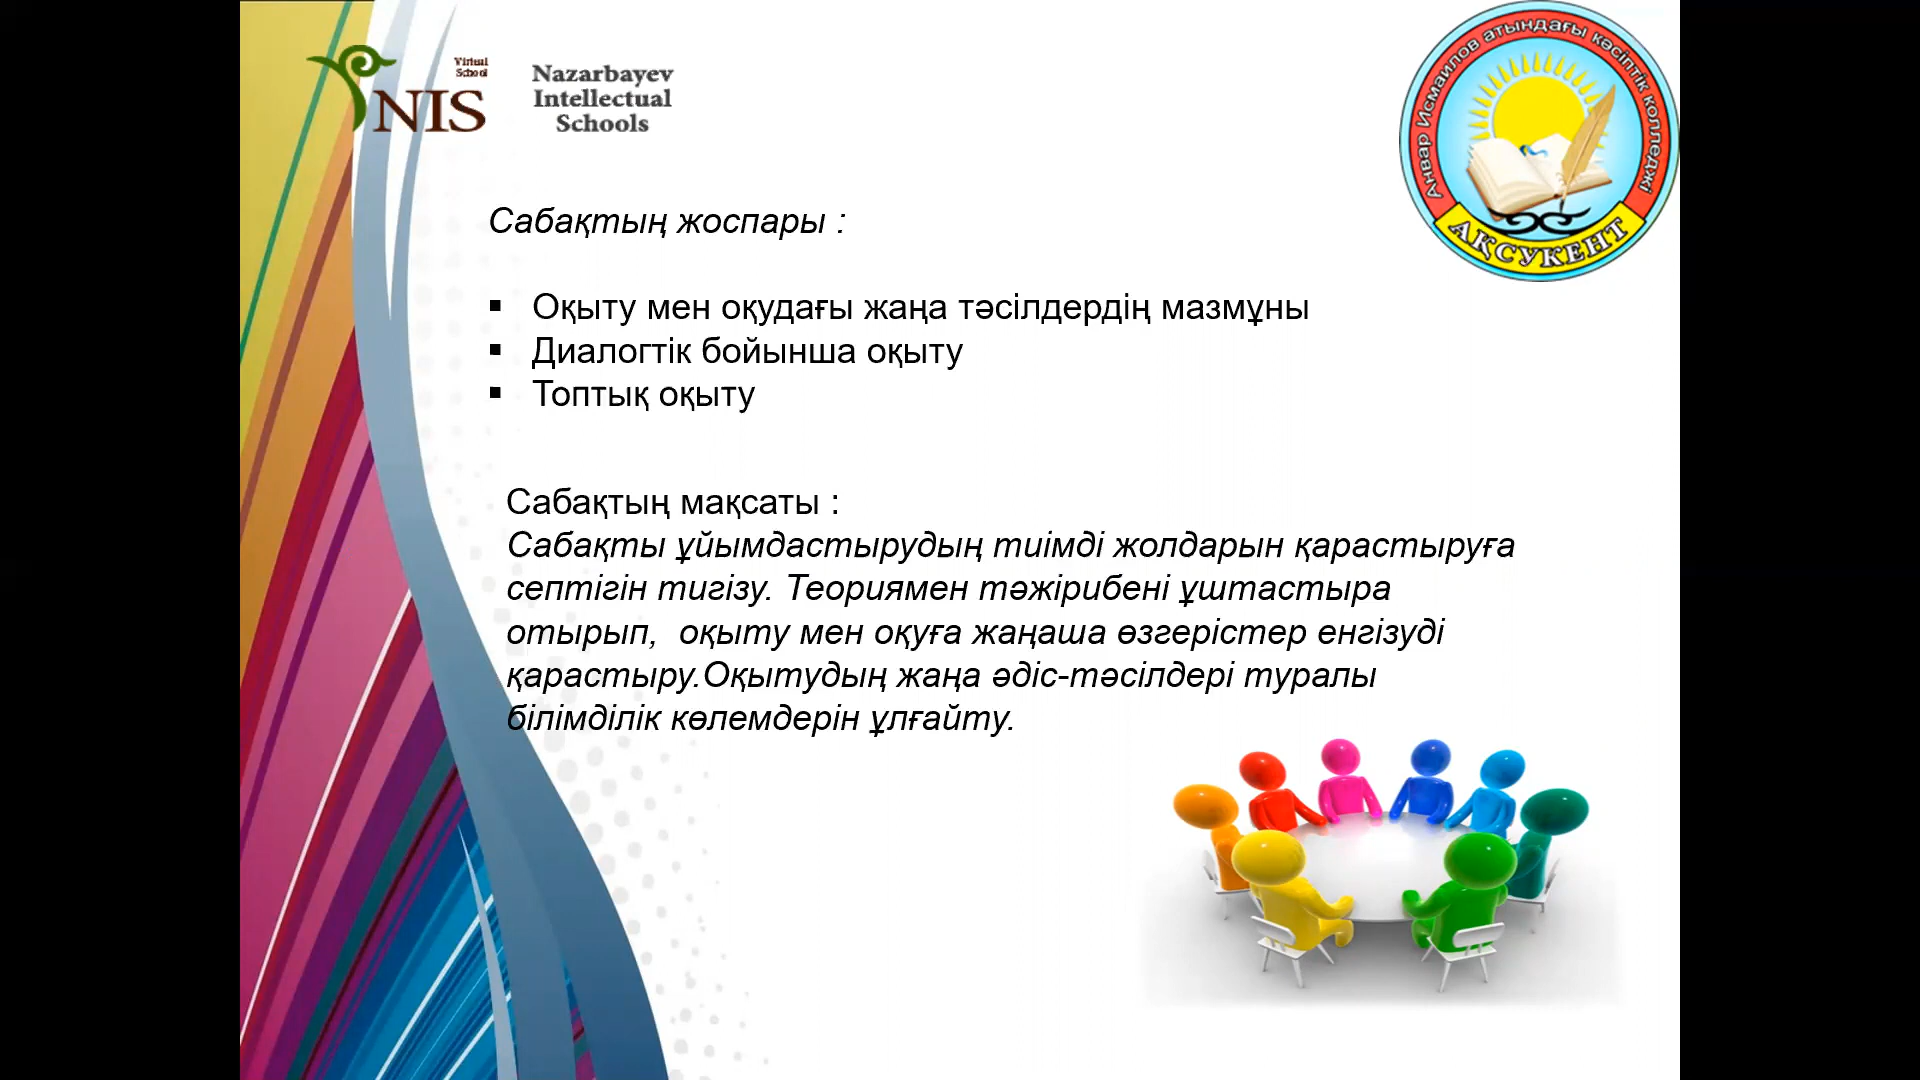 Virtual
School
NIS
Nazarbayev
Intellectual
Schools
Анвар Исмаилов атындағы кәсіптік колледжі
АҚСУКЕНТ
Сабақтың жоспары :
▪ Оқыту мен оқудағы жаңа тәсілдердің мазмұны
▪ Диалогтік бойынша оқыту
▪ Топтық оқыту
Сабақтың мақсаты :
Сабақты ұйымдастырудың тиімді жолдарын қарастыруға
септігін тигізу. Теориямен тәжірибені ұштастыра
отырып,  оқыту мен оқуға жаңаша өзгерістер енгізуді
қарастыру.Оқытудың жаңа әдіс-тәсілдері туралы
білімділік көлемдерін ұлғайту.